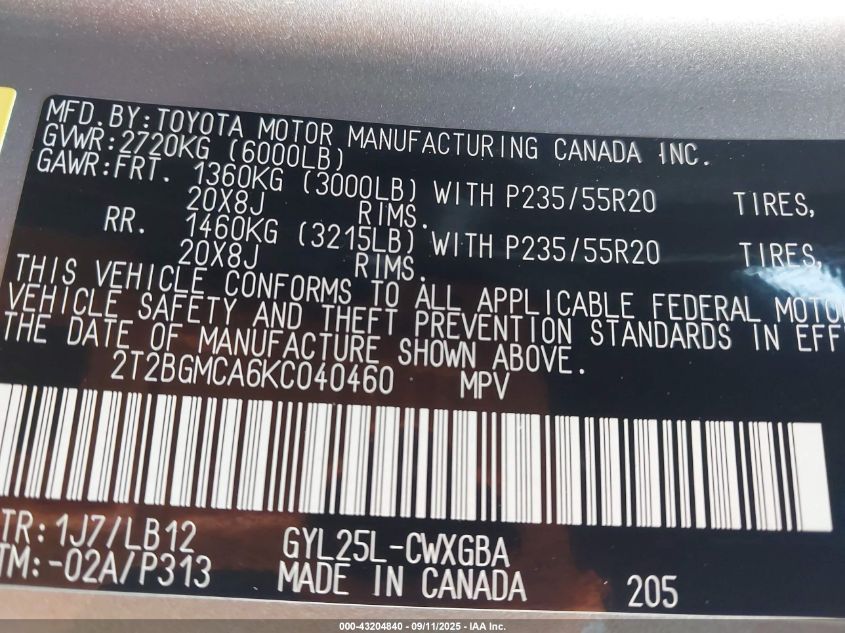 MFD.BY:TOYOTA MOTOR MANUFACTURING CANADA INC.
GVWR:2720KG (6000LB)
GAWR:FRT. 1360KG (3000LB) WITH P235/55R20 TIRES,
20X8J RIMS.
RR. 1460KG (3215LB) WITH P235/55R20 TIRES,
20X8J RIMS.
THIS VEHICLE CONFORMS TO ALL APPLICABLE FEDERAL MOTO
VEHICLE SAFETY AND THEFT PREVENTION STANDARDS IN EFF
THE DATE OF MANUFACTURE SHOWN ABOVE.
2T2BGMCA6KC040460 MPV
TR:1J7/LB12 GYL25L-CWXGBA
TM:-02A/P313 MADE IN CANADA 205
000-43204840 - 09/11/2025 - IAA Inc.